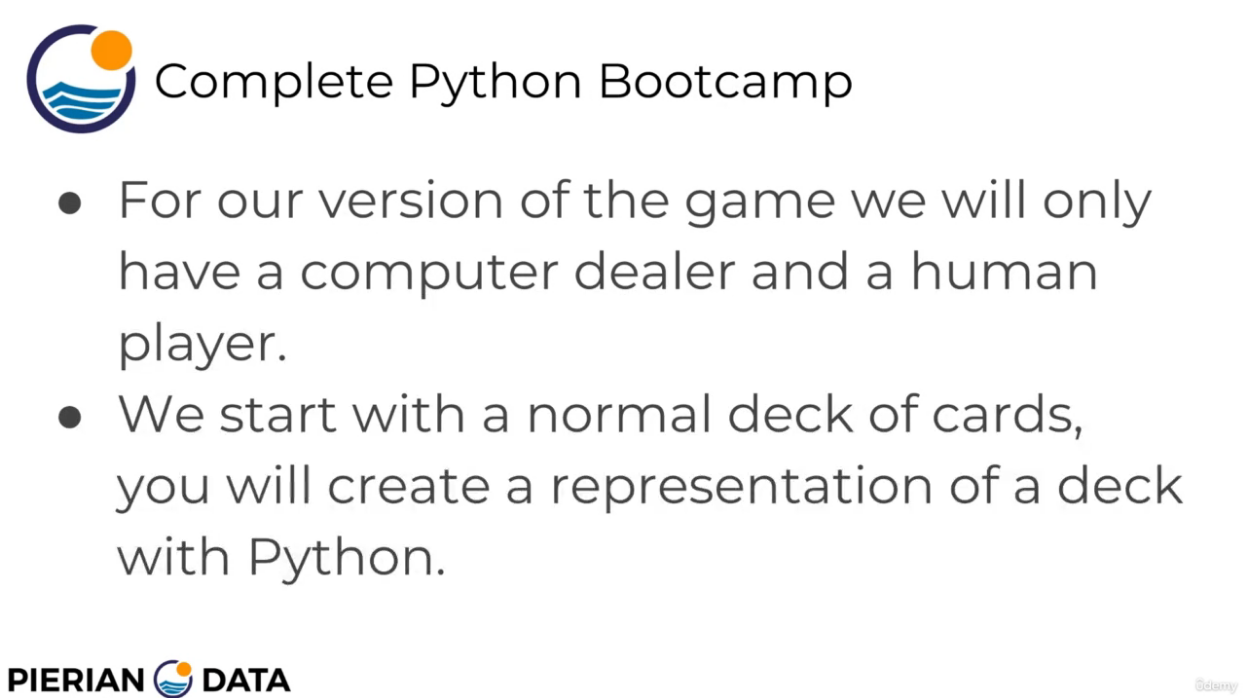 Complete Python Bootcamp
● For our version of the game we will only
have a computer dealer and a human
player.
● We start with a normal deck of cards,
you will create a representation of a deck
with Python.
PIERIAN DATA
ûdemy